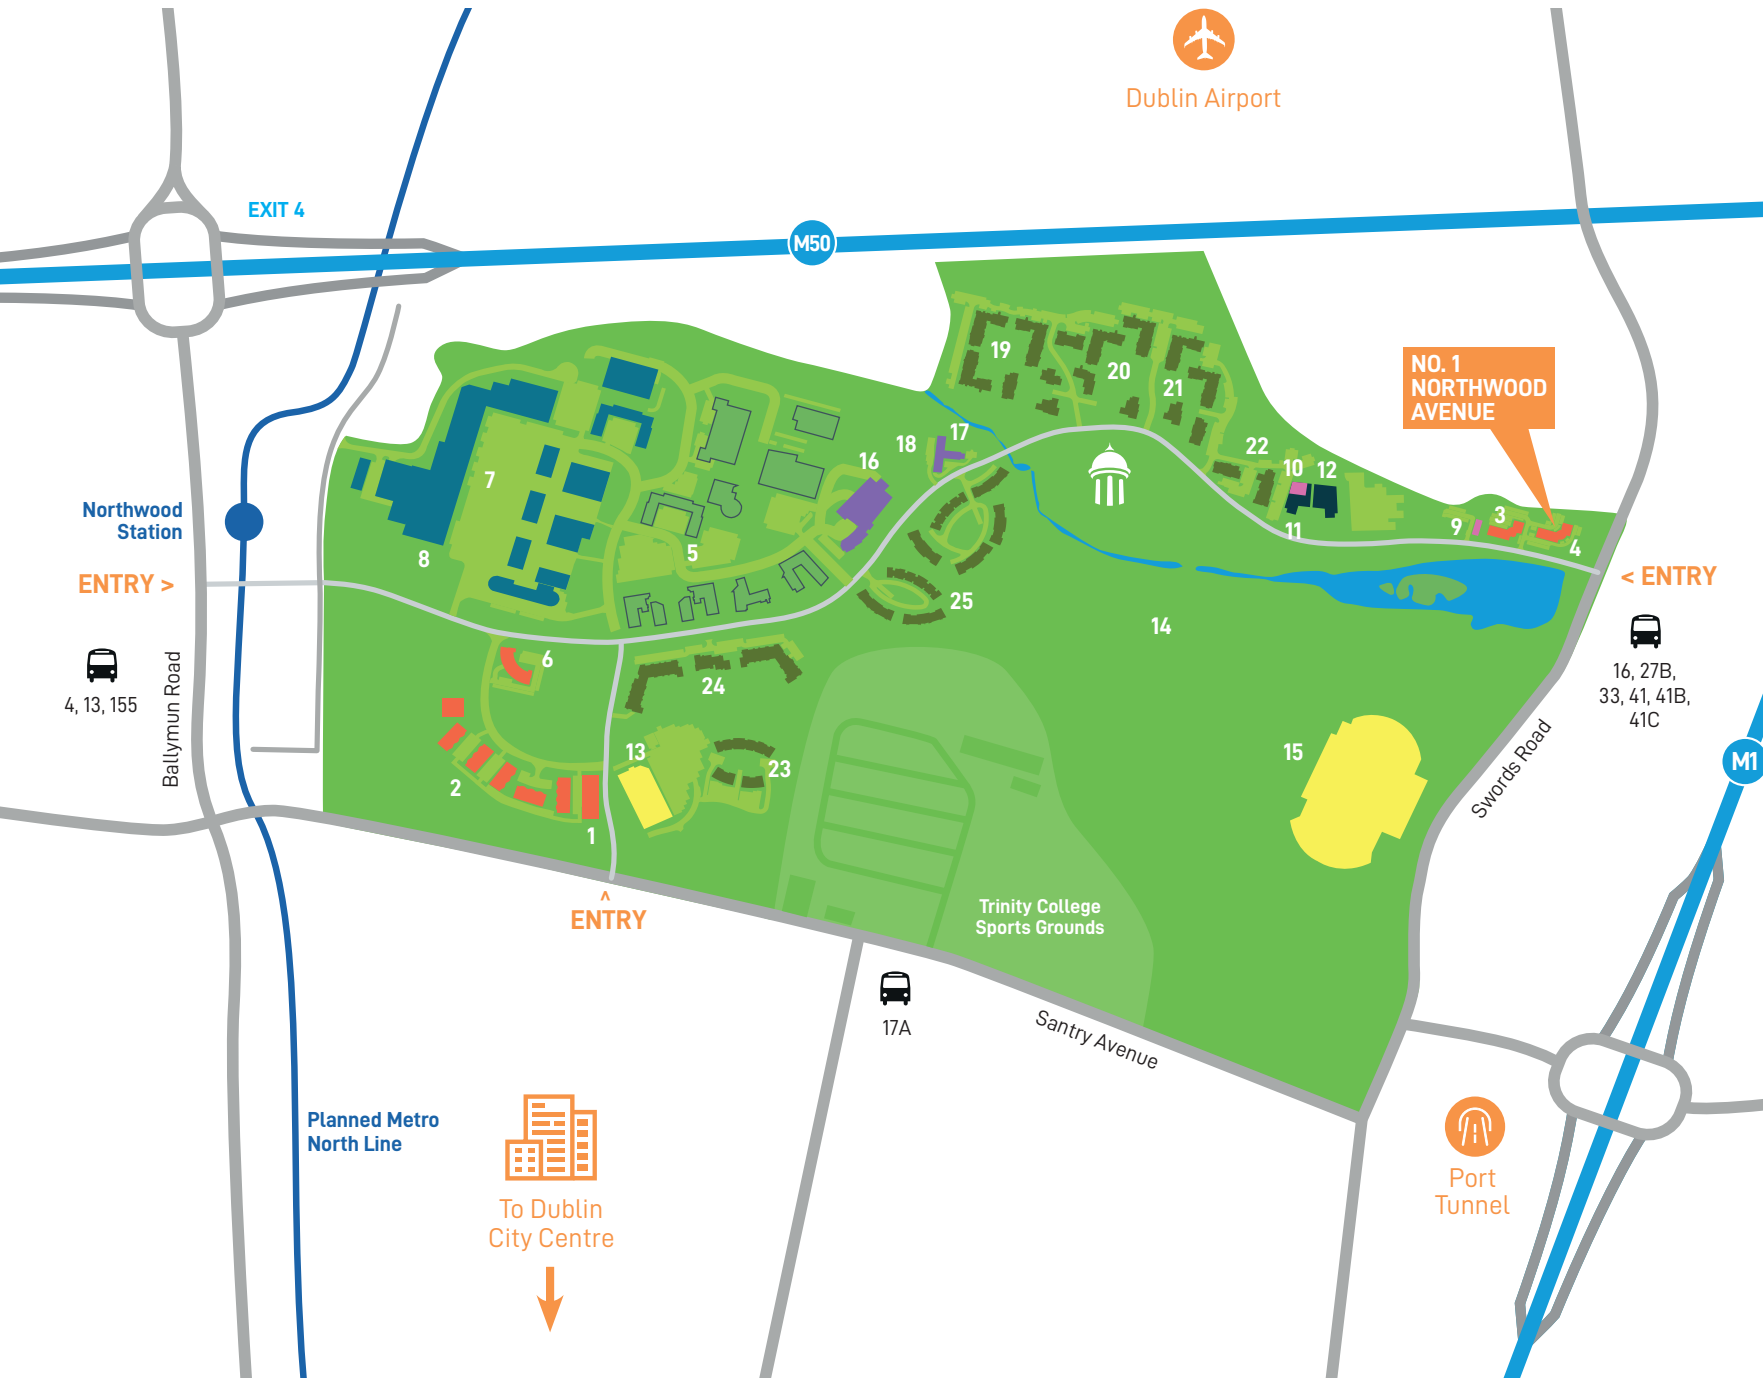 Dublin Airport
EXIT 4
M50
NO. 1
NORTHWOOD
AVENUE
19
20
21
22
10
12
11
9
3
4
17
18
16
7
8
5
Northwood
Station
ENTRY >
< ENTRY
4, 13, 155
Ballymun Road
16, 27B,
33, 41, 41B,
41C
25
14
6
24
13
23
2
1
15
Swords Road
M1
^
ENTRY
Trinity College
Sports Grounds
17A
Santry Avenue
Planned Metro
North Line
To Dublin
City Centre
Port
Tunnel